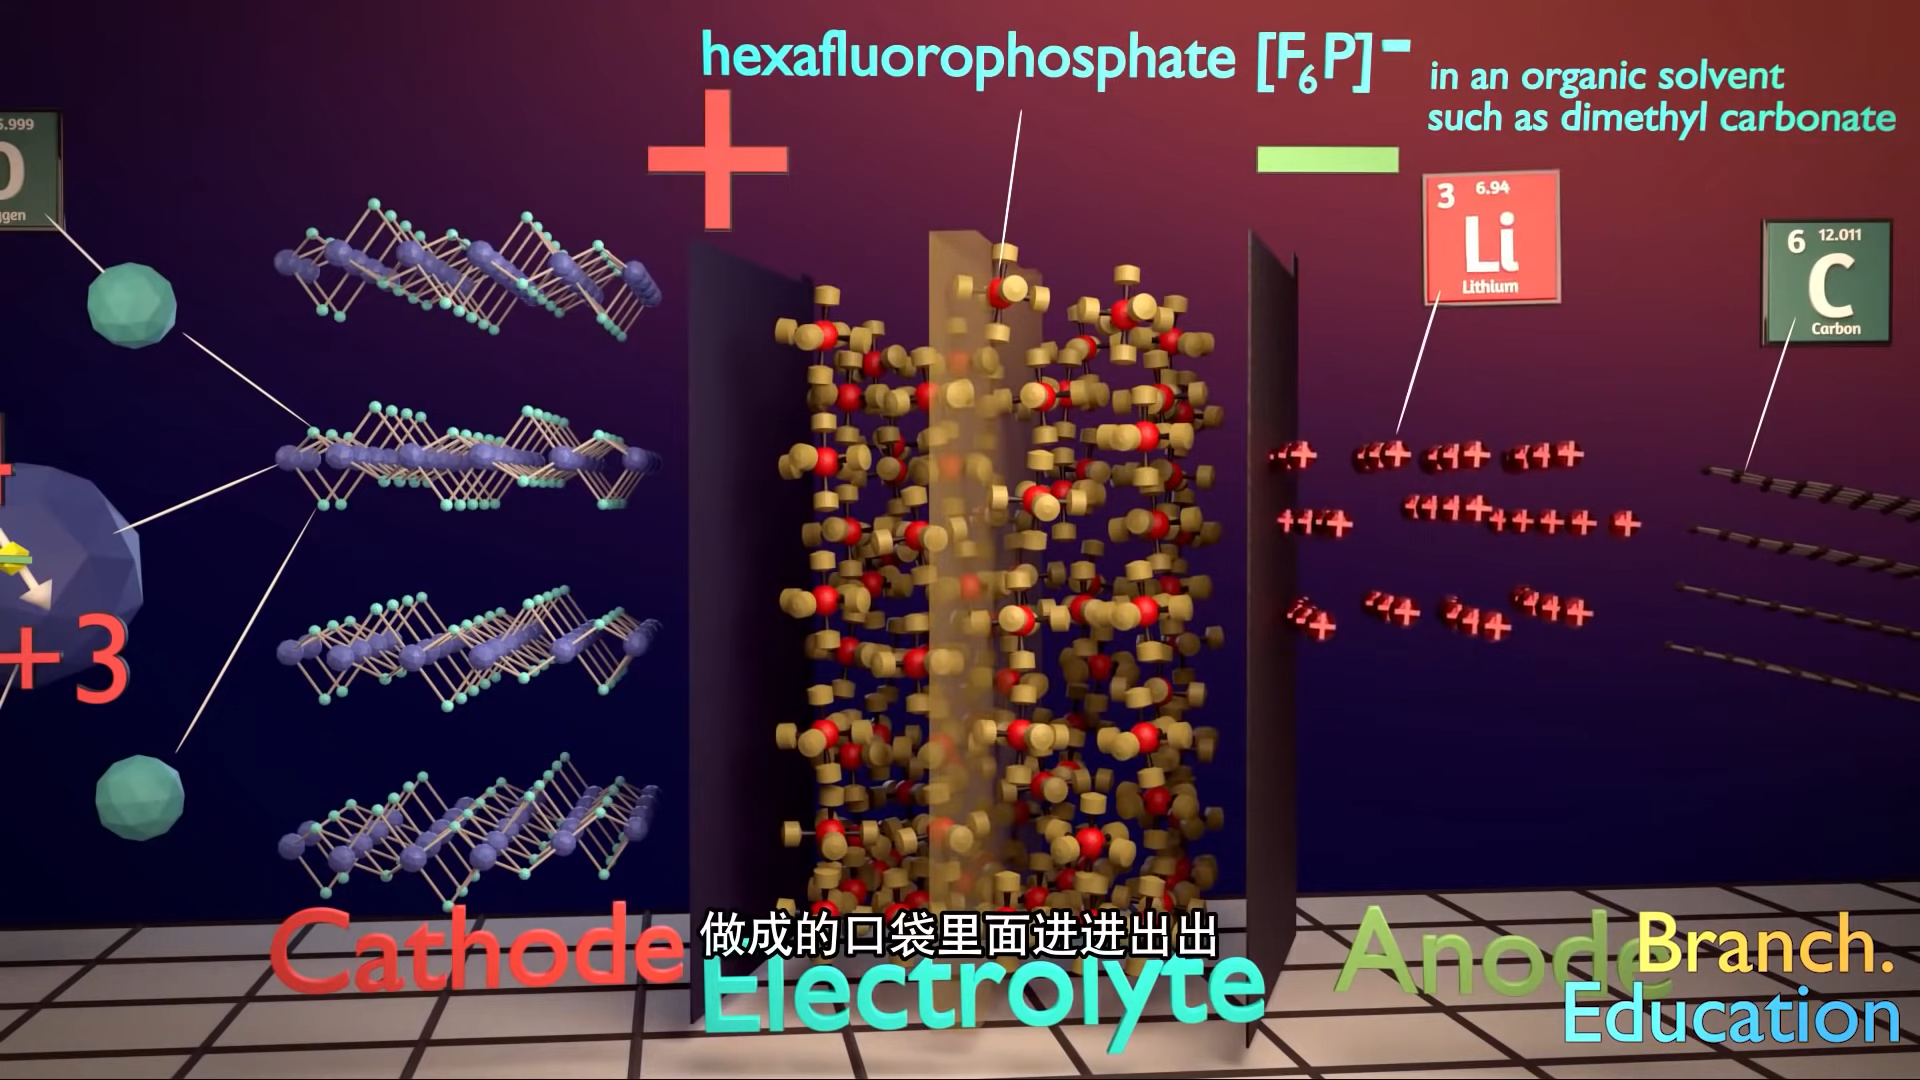 hexafluorophosphate [F₆P]⁻
in an organic solvent
such as dimethyl carbonate
3 6.94
Li
Lithium
6 12.011
C
Carbon
+3
做成的口袋里面进进出出
Cathode
Electrolyte
Anode
Branch.
Education